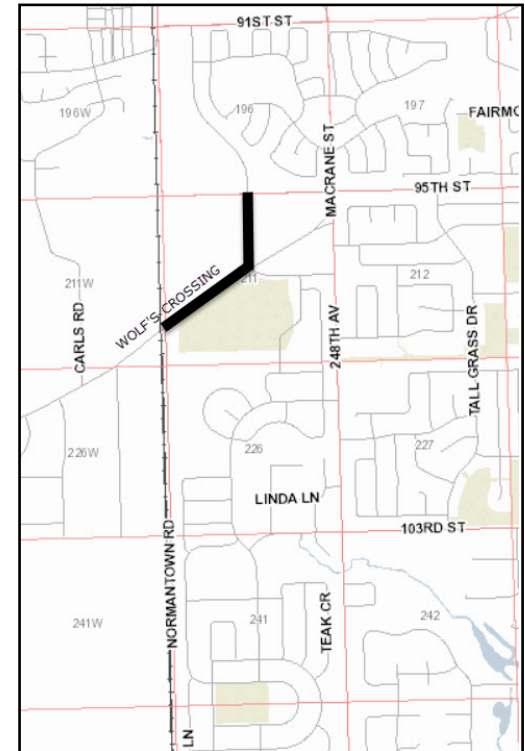 91ST ST
196W
196
197
FAIRMO
MACRANE ST
95TH ST
211W
CARLS RD
WOLF'S CROSSING
211
212
248TH AV
TALL GRASS DR
226W
226
227
LINDA LN
103RD ST
NORMANTOWN RD
241W
241
TEAK CR
242
LN